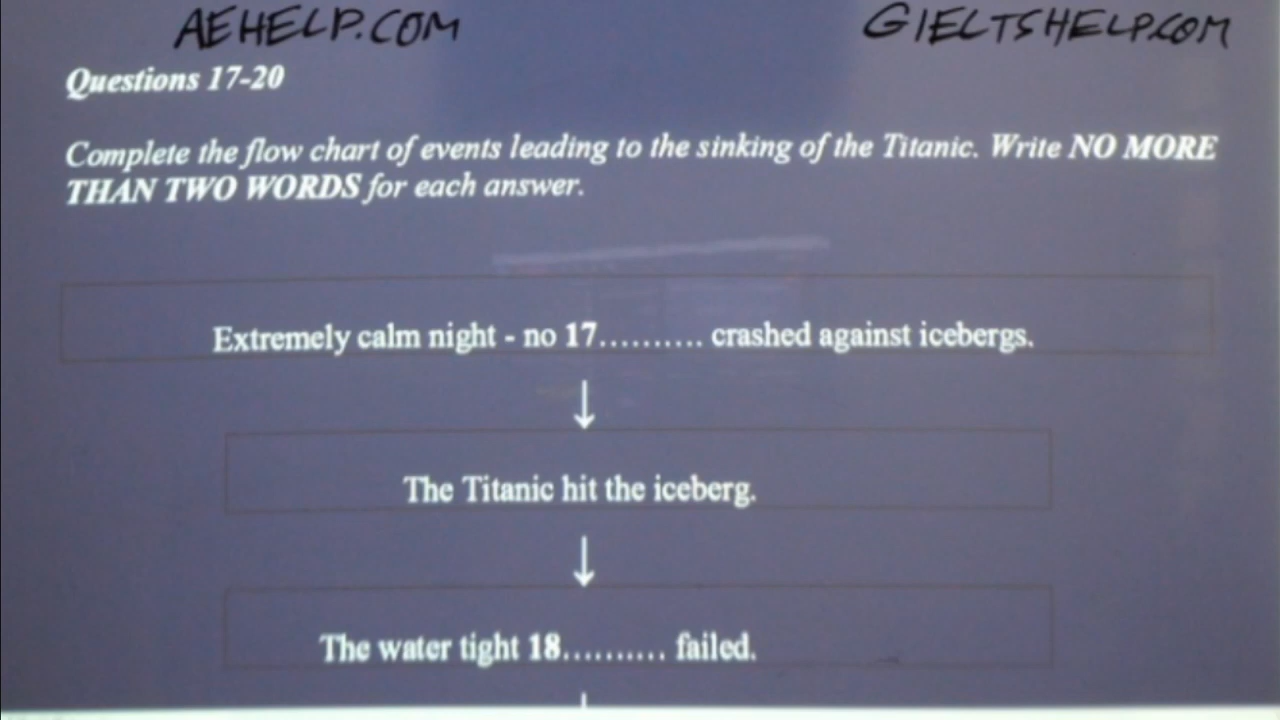 AEHELP.COM
GIELTSHELP.COM
Questions 17-20
Complete the flow chart of events leading to the sinking of the Titanic. Write NO MORE
THAN TWO WORDS for each answer.
Extremely calm night - no 17.......... crashed against icebergs.
↓
The Titanic hit the iceberg.
↓
The water tight 18.......... failed.